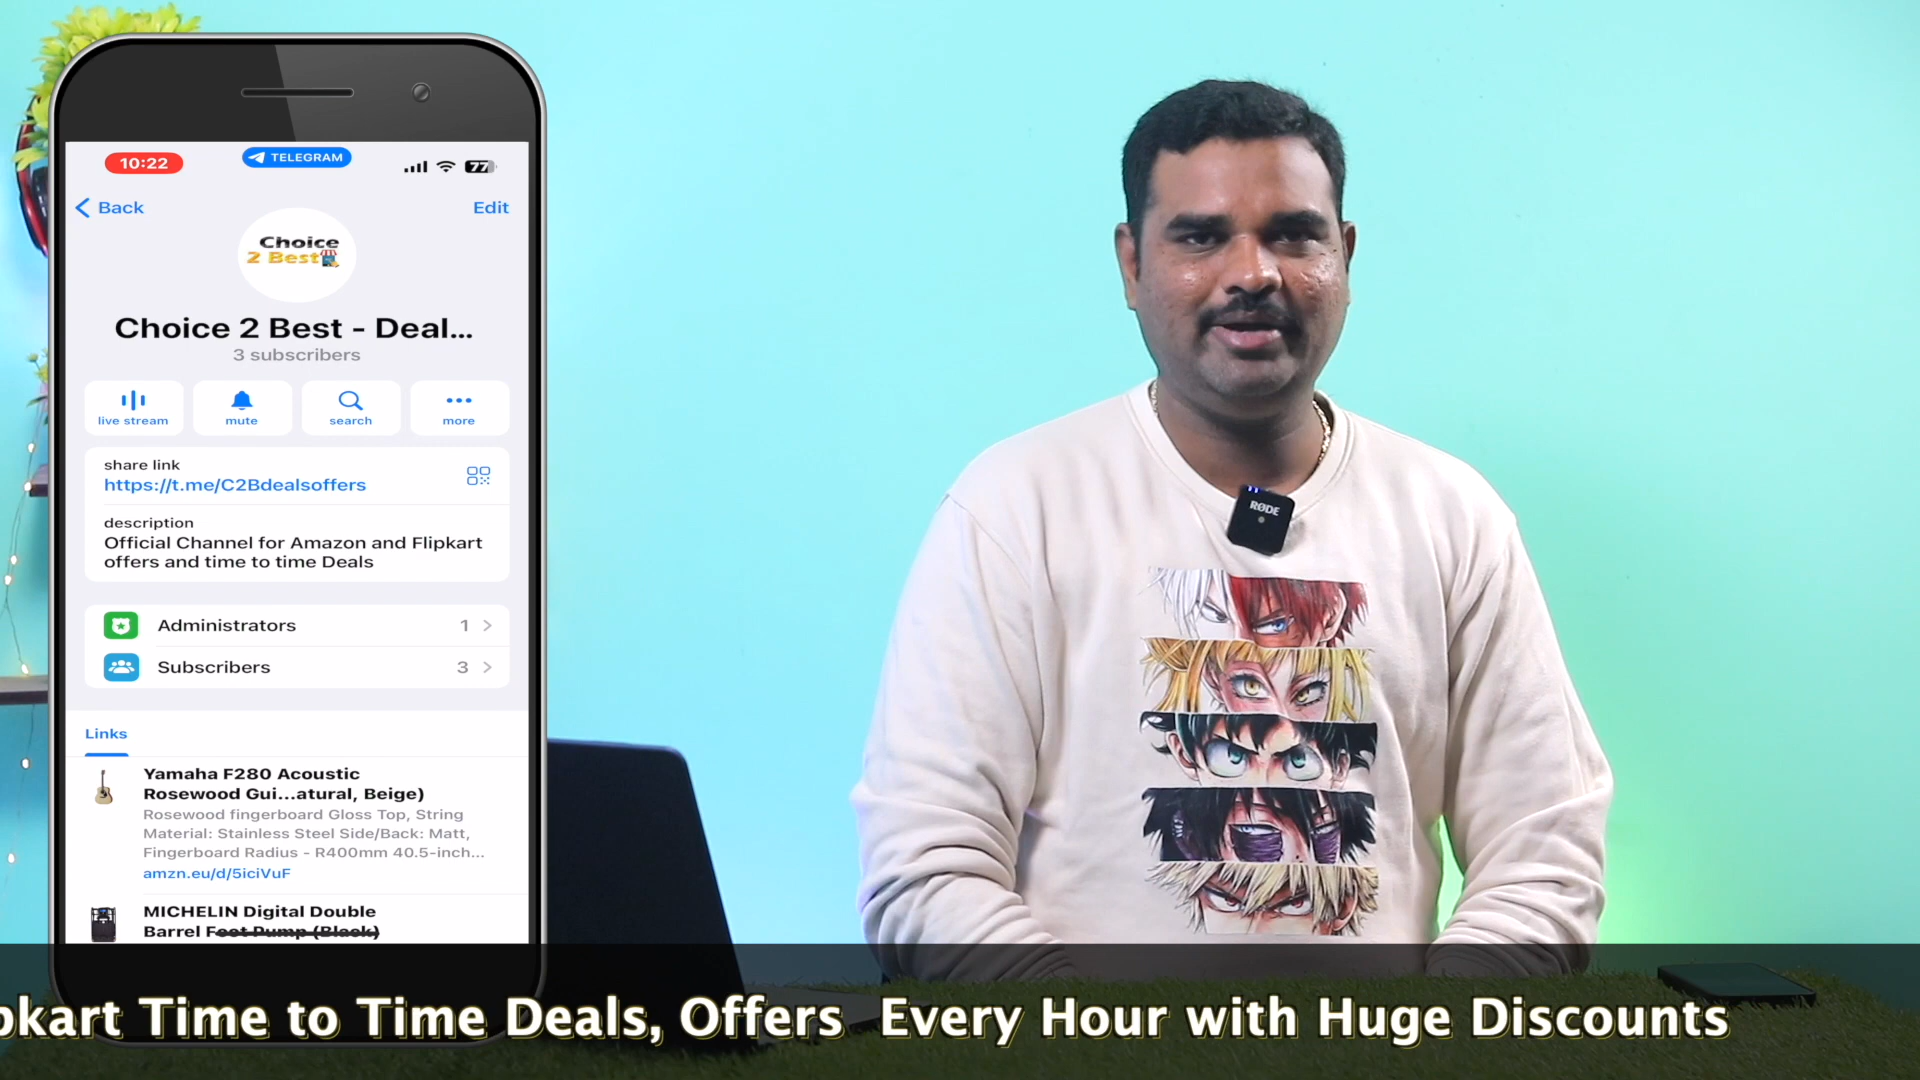 10:22
TELEGRAM
77
Back
Edit
Choice
2 Best
Choice 2 Best - Deal...
3 subscribers
live stream
mute
search
more
share link
https://t.me/C2Bdealsoffers
description
Official Channel for Amazon and Flipkart
offers and time to time Deals
Administrators 1
Subscribers 3
Links
Yamaha F280 Acoustic
Rosewood Gui...atural, Beige)
Rosewood fingerboard Gloss Top, String
Material: Stainless Steel Side/Back: Matt,
Fingerboard Radius - R400mm 40.5-inch...
amzn.eu/d/5iciVuF
MICHELIN Digital Double
Barrel Foot Pump (Black)
RØDE
pkart Time to Time Deals, Offers Every Hour with Huge Discounts